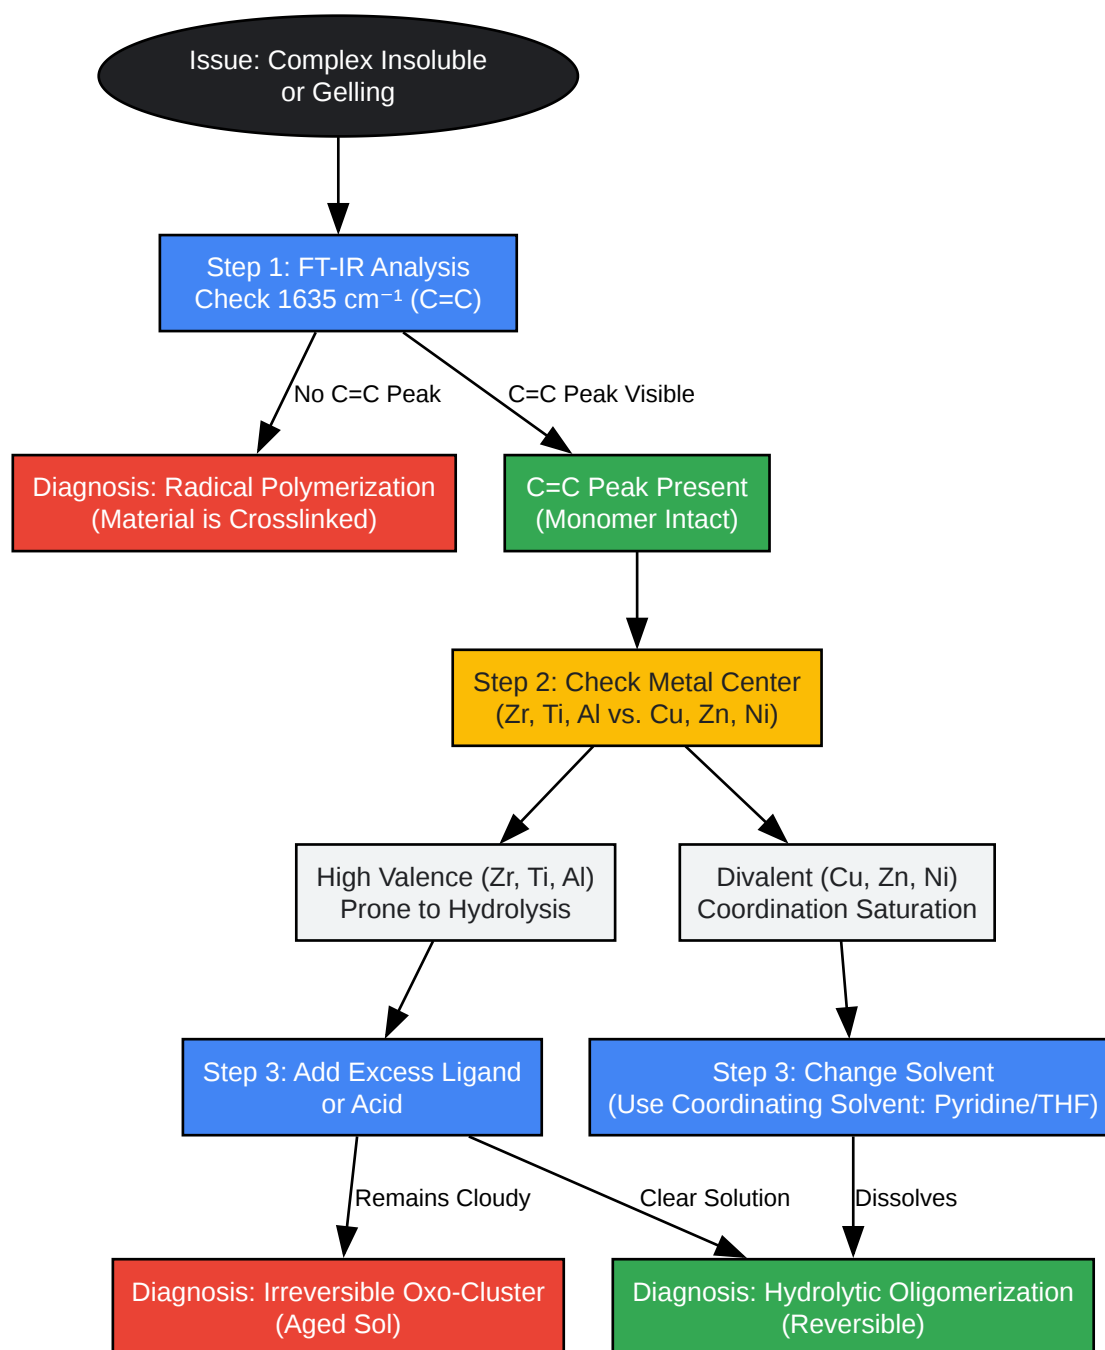 Issue: Complex Insoluble
or Gelling
Step 1: FT-IR Analysis
Check 1635 cm⁻¹ (C=C)
No C=C Peak
C=C Peak Visible
Diagnosis: Radical Polymerization
(Material is Crosslinked)
C=C Peak Present
(Monomer Intact)
Step 2: Check Metal Center
(Zr, Ti, Al vs. Cu, Zn, Ni)
High Valence (Zr, Ti, Al)
Prone to Hydrolysis
Divalent (Cu, Zn, Ni)
Coordination Saturation
Step 3: Add Excess Ligand
or Acid
Step 3: Change Solvent
(Use Coordinating Solvent: Pyridine/THF)
Remains Cloudy
Clear Solution
Dissolves
Diagnosis: Irreversible Oxo-Cluster
(Aged Sol)
Diagnosis: Hydrolytic Oligomerization
(Reversible)